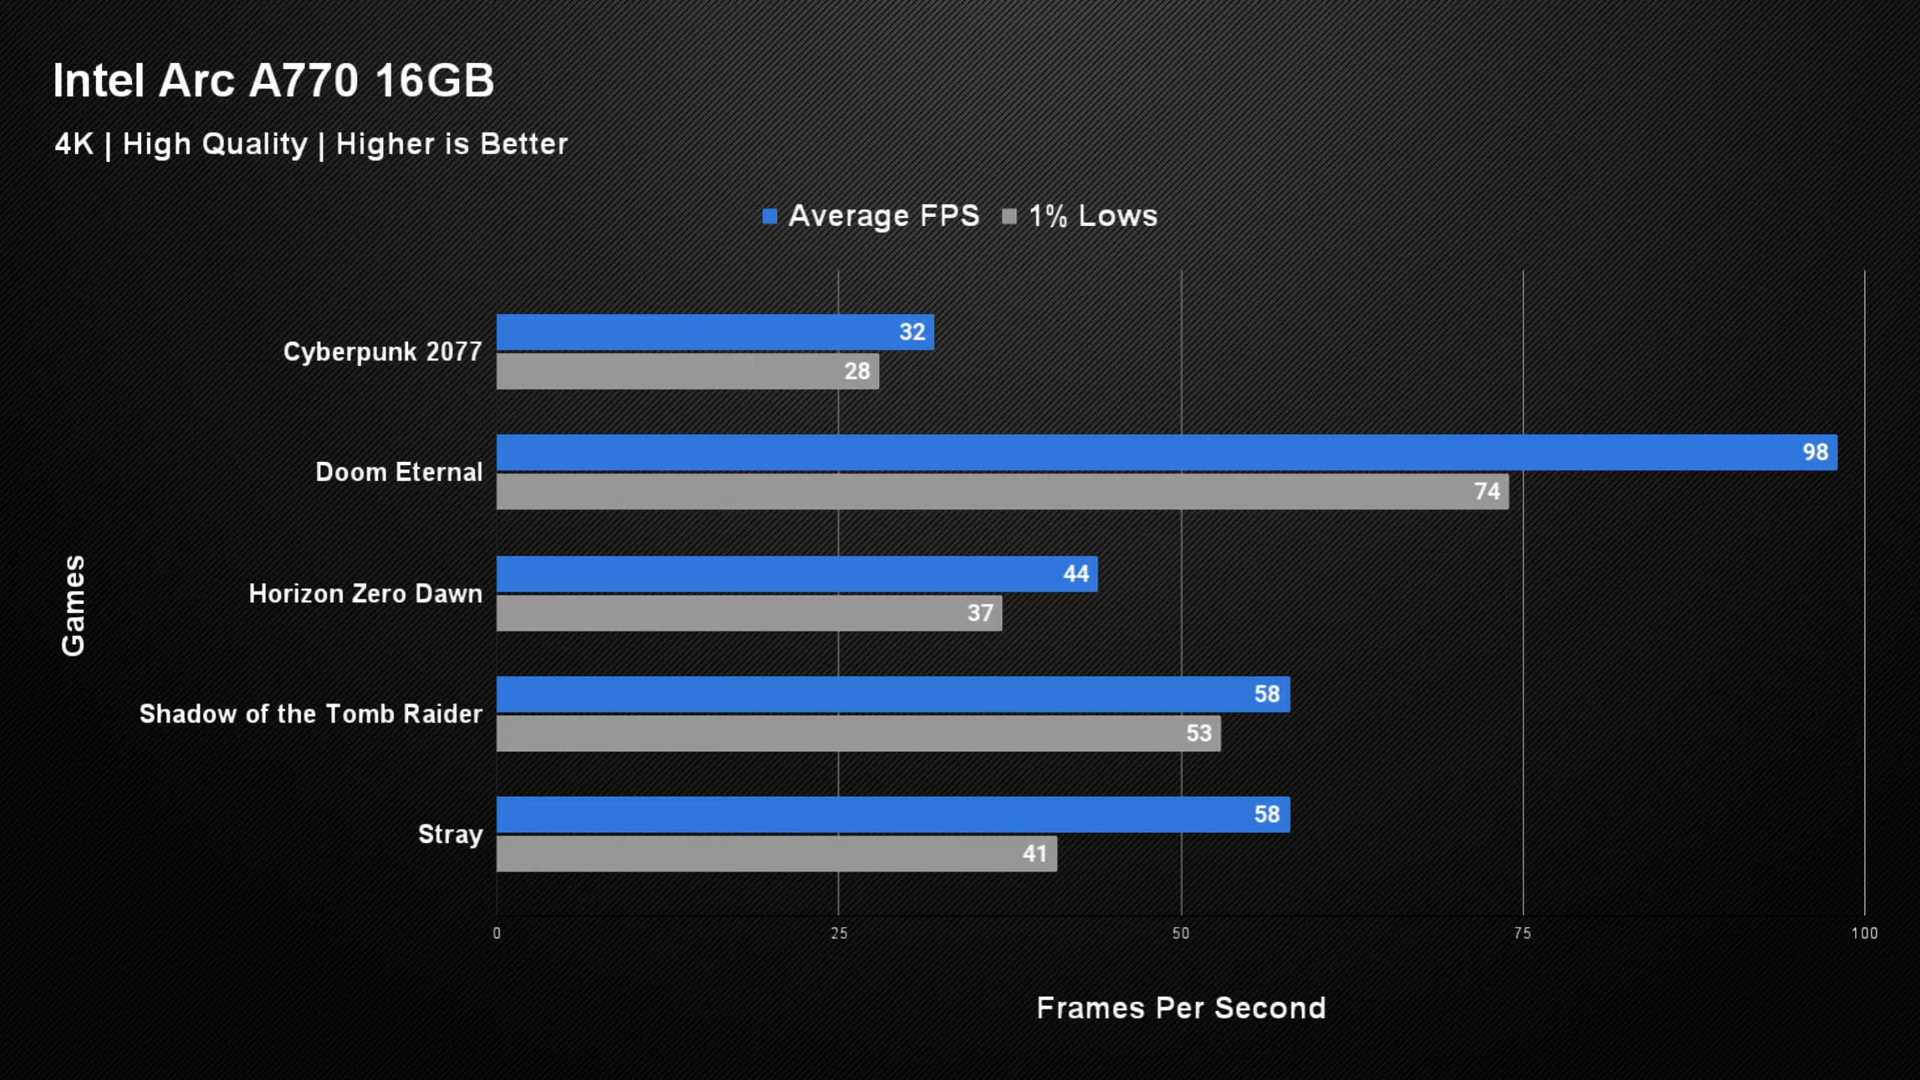 Intel Arc A770 16GB
4K | High Quality | Higher is Better
Average FPS 1% Lows
Cyberpunk 2077
32
28
Doom Eternal
98
74
Horizon Zero Dawn
44
37
Shadow of the Tomb Raider
58
53
Stray
58
41
Games
0 25 50 75 100
Frames Per Second